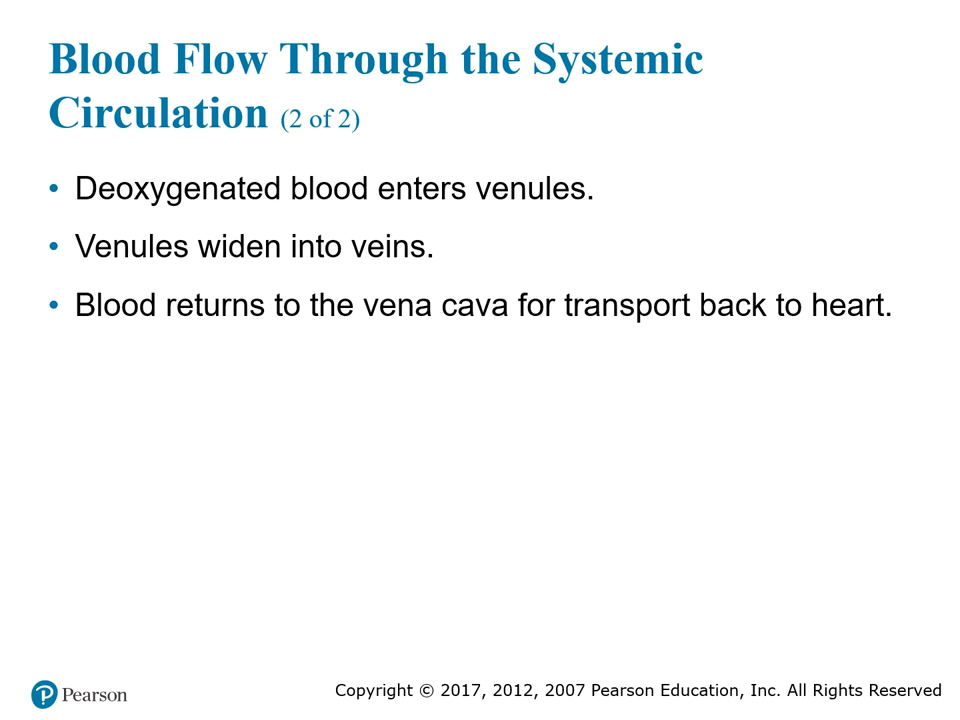 Blood Flow Through the Systemic
Circulation (2 of 2)
• Deoxygenated blood enters venules.
• Venules widen into veins.
• Blood returns to the vena cava for transport back to heart.
Pearson
Copyright © 2017, 2012, 2007 Pearson Education, Inc. All Rights Reserved